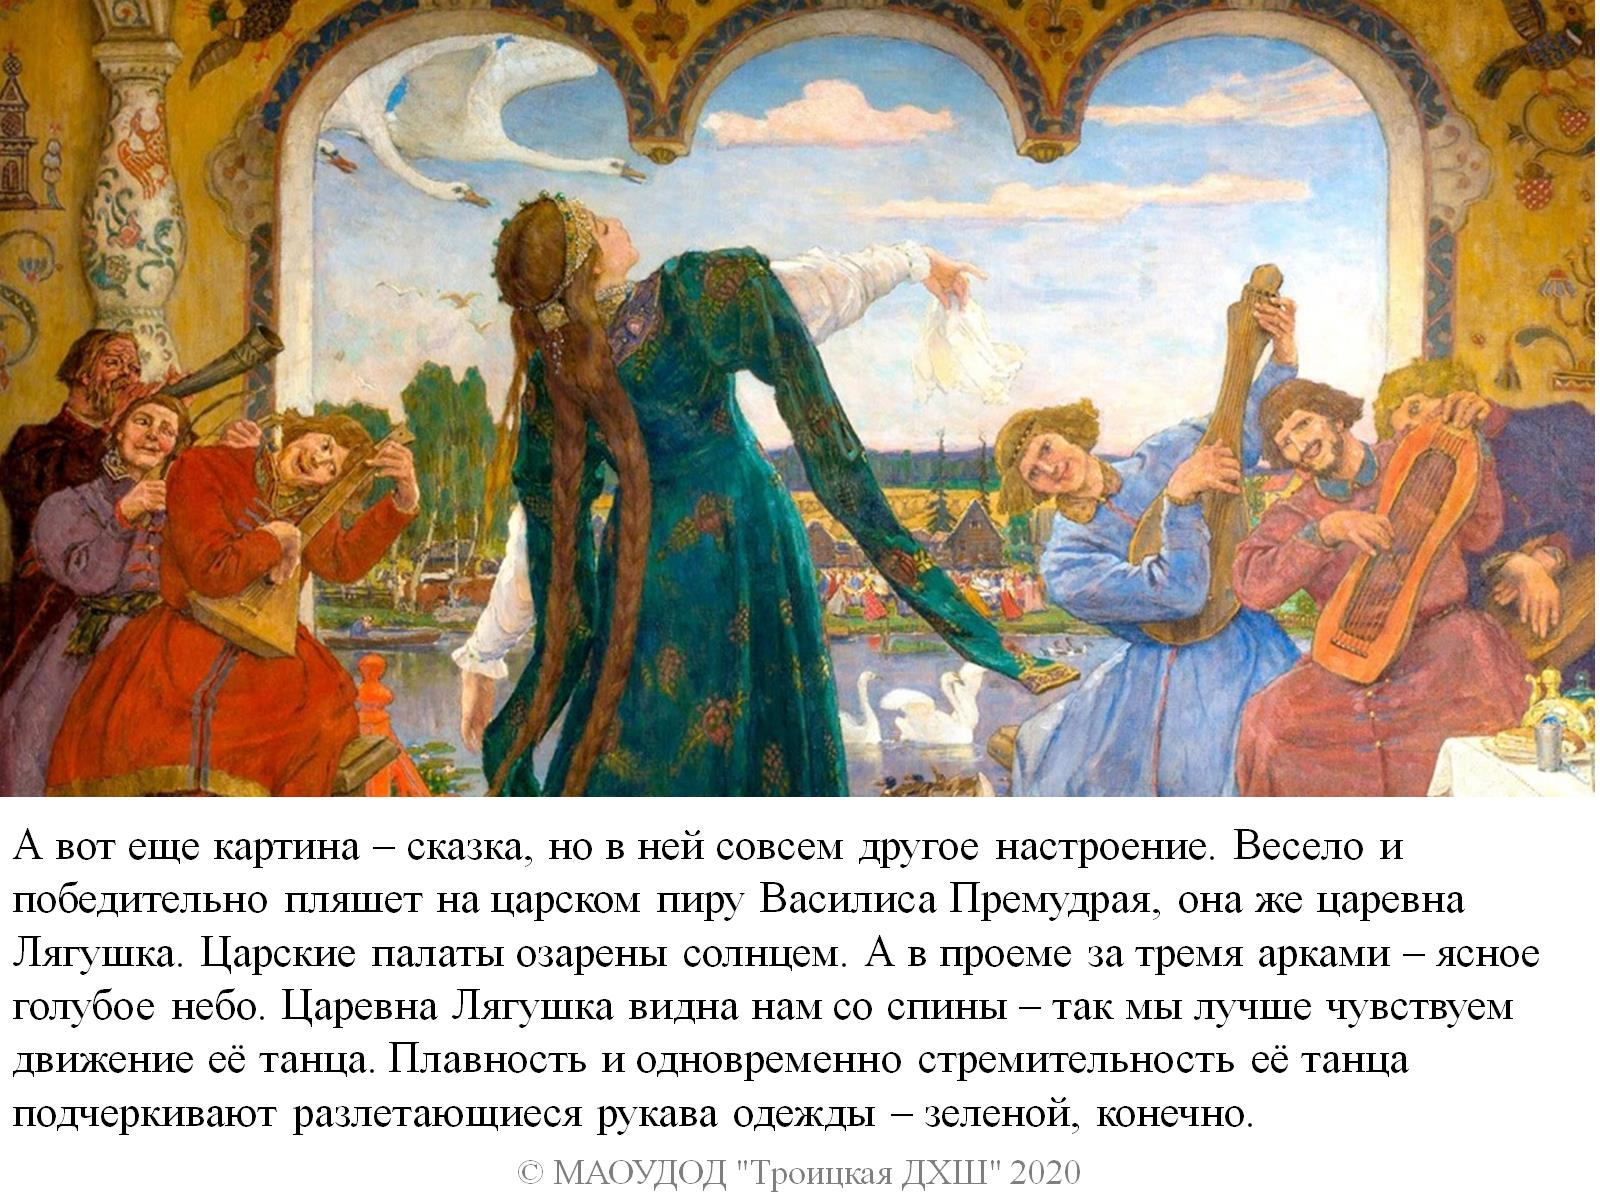 А вот еще картина – сказка, но в ней совсем другое настроение. Весело и
победительно пляшет на царском пиру Василиса Премудрая, она же царевна
Лягушка. Царские палаты озарены солнцем. А в проеме за тремя арками – ясное
голубое небо. Царевна Лягушка видна нам со спины – так мы лучше чувствуем
движение её танца. Плавность и одновременно стремительность её танца
подчеркивают разлетающиеся рукава одежды – зеленой, конечно.
© МАОУДОД "Троицкая ДХШ" 2020